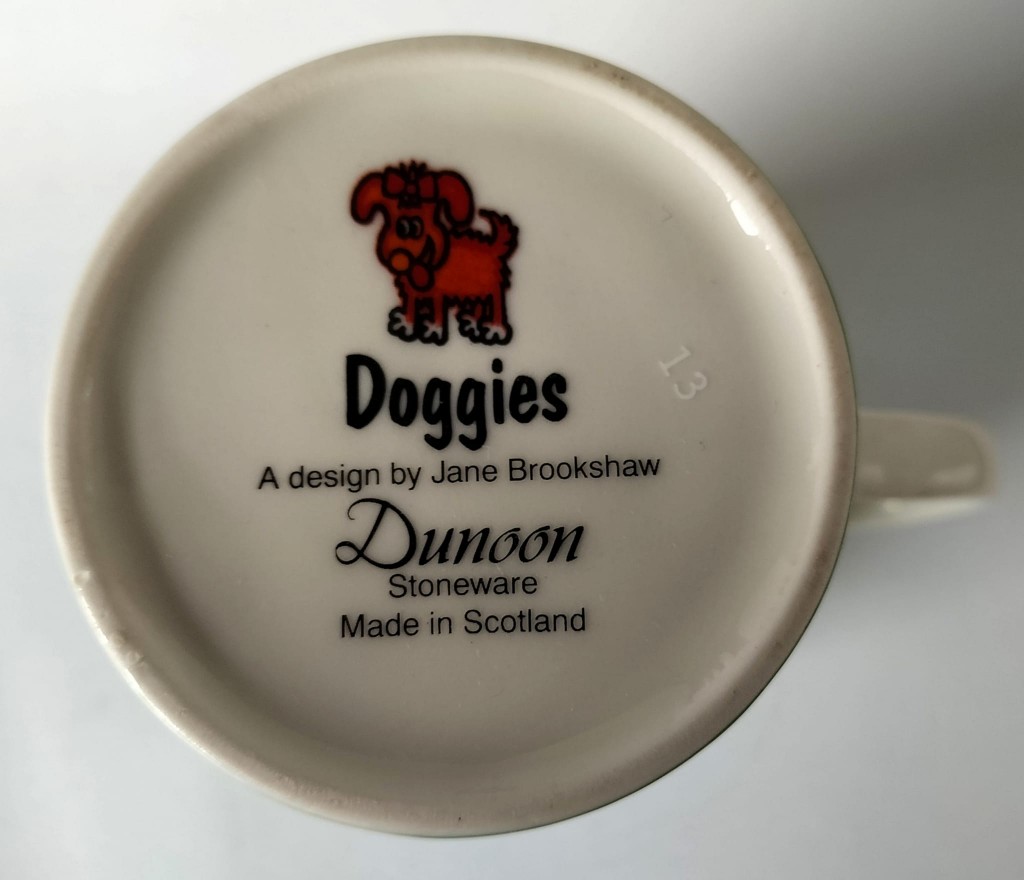 Doggies
A design by Jane Brookshaw
Dunoon
Stoneware
Made in Scotland
13